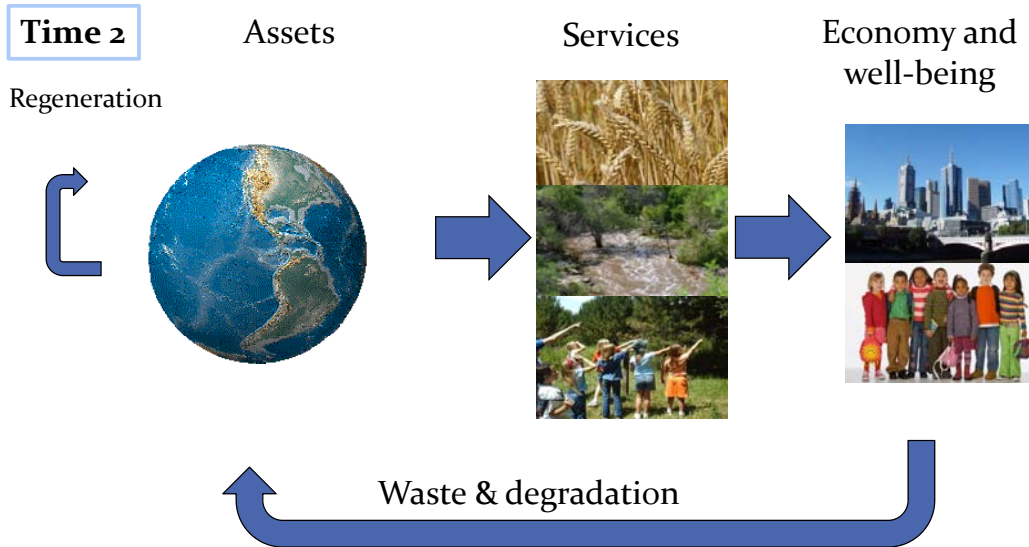 Time 2
Assets
Services
Economy and
well-being
Regeneration
Waste & degradation